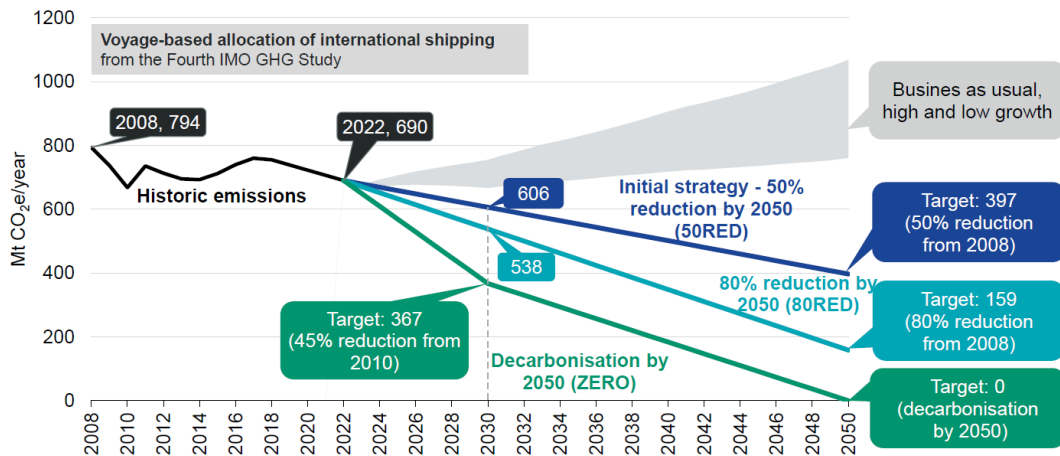 1200
1000
800
600
400
200
0
Mt CO₂e/year
Voyage-based allocation of international shipping
from the Fourth IMO GHG Study
2008, 794
2022, 690
Historic emissions
606
538
Initial strategy - 50%
reduction by 2050
(50RED)
80% reduction by
2050 (80RED)
Target: 367
(45% reduction from
2010)
Decarbonisation by
2050 (ZERO)
Busines as usual,
high and low growth
Target: 397
(50% reduction
from 2008)
Target: 159
(80% reduction
from 2008)
Target: 0
(decarbonisation
by 2050)
2008
2010
2012
2014
2016
2018
2020
2022
2024
2026
2028
2030
2032
2034
2036
2038
2040
2042
2044
2046
2048
2050